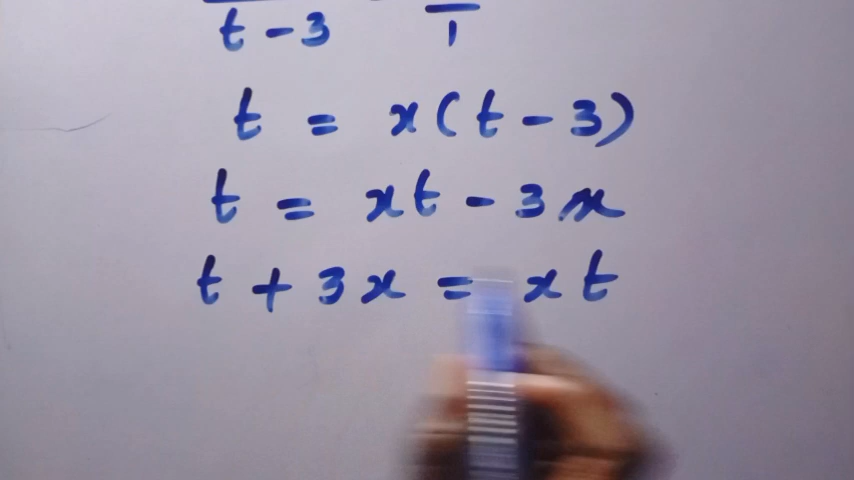 t - 3 1
t = x(t - 3)
t = xt - 3x
t + 3x = xt